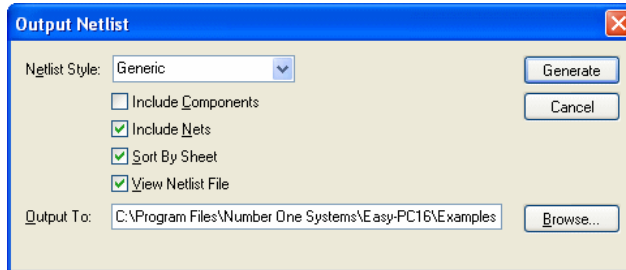 Output Netlist
Netlist Style: Generic Generate
Include Components Cancel
Include Nets
Sort By Sheet
View Netlist File
Output To: C:\Program Files\Number One Systems\Easy-PC16\Examples Browse...